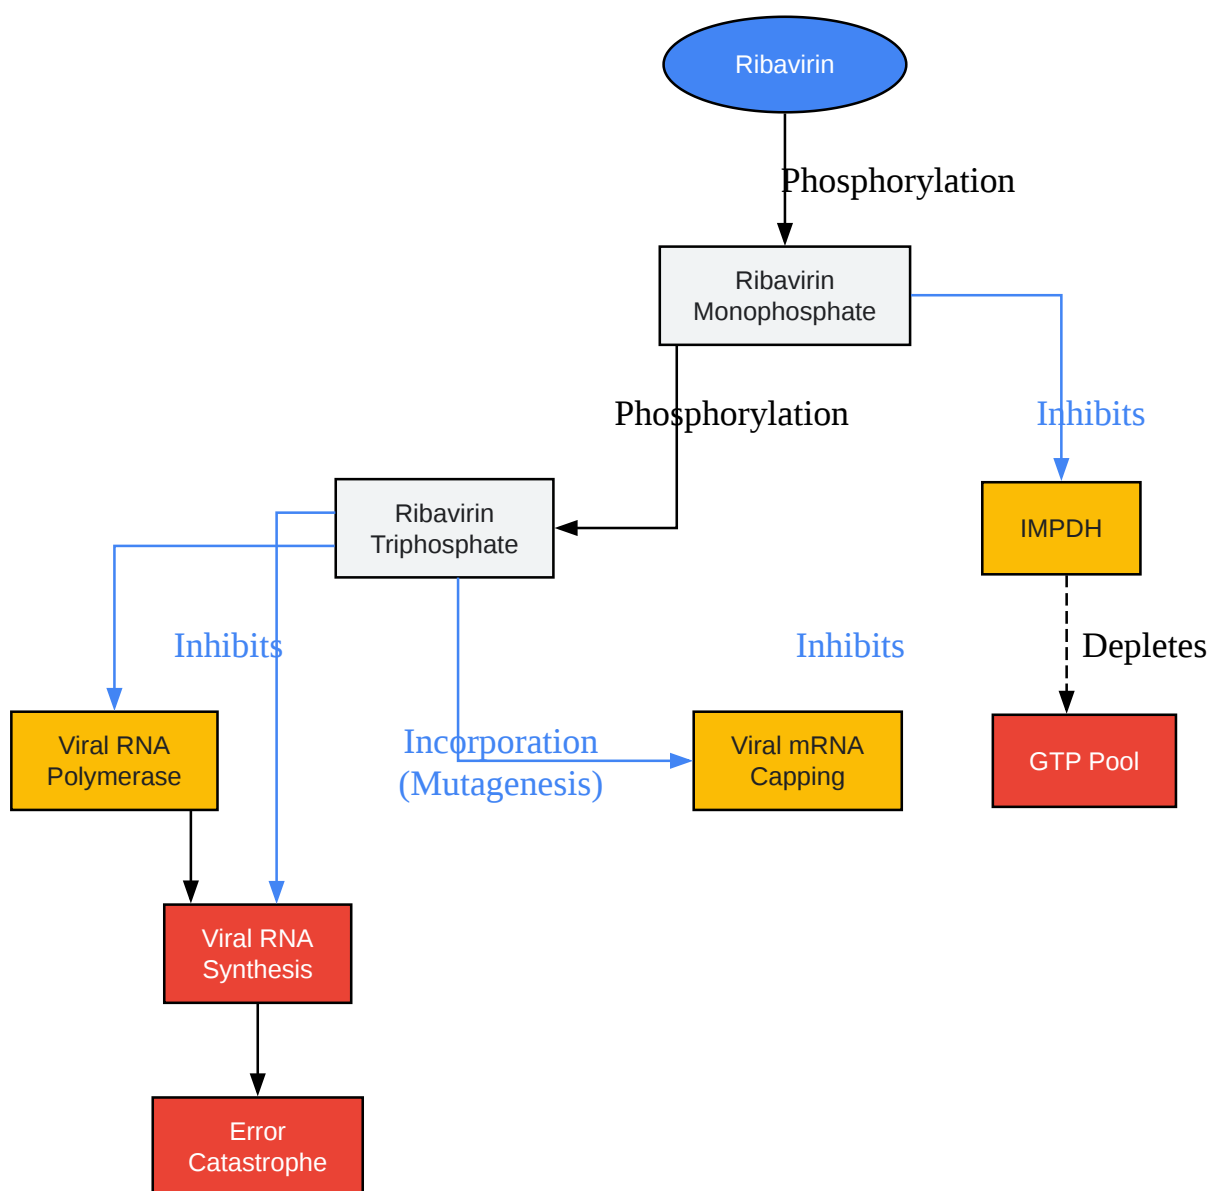 Ribavirin
Phosphorylation
Ribavirin
Monophosphate
Phosphorylation
Inhibits
Ribavirin
Triphosphate
IMPDH
Inhibits
Inhibits
Depletes
Viral RNA
Polymerase
Incorporation
(Mutagenesis)
Viral mRNA
Capping
GTP Pool
Viral RNA
Synthesis
Error
Catastrophe